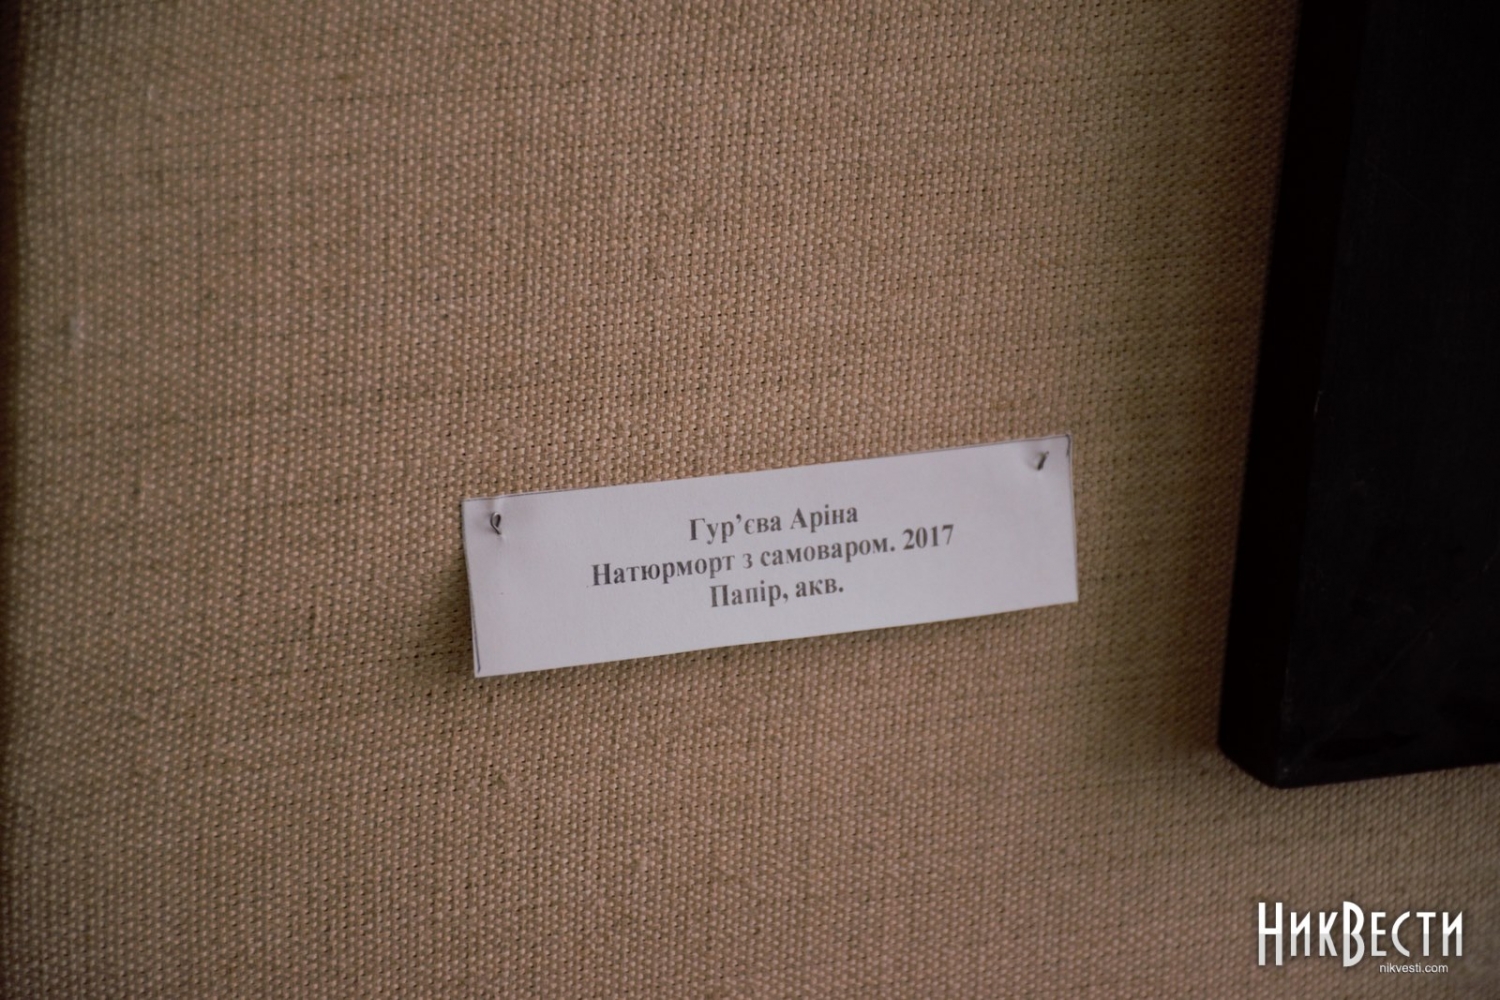 Гур’єва Аріна
Натюрморт з самоваром. 2017
Папір, акв.
НикВести
nikvesti.com